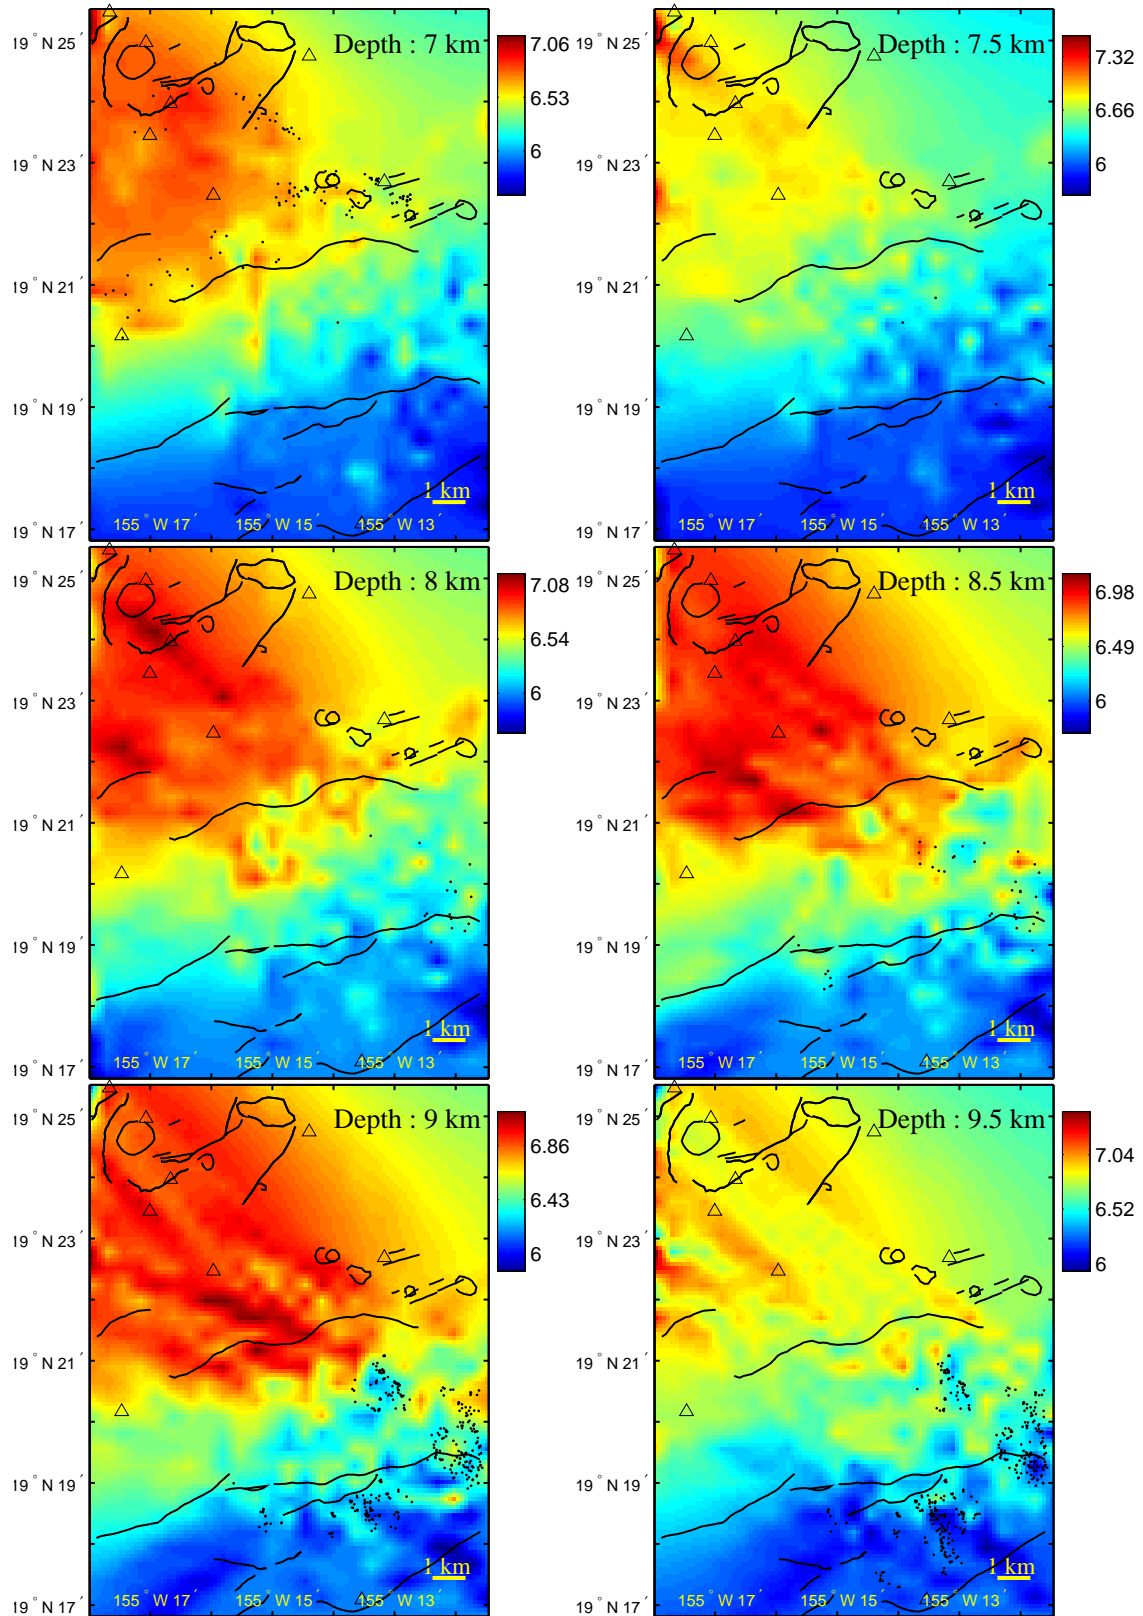 Depth : 7 km
19° N 25′
19° N 23′
19° N 21′
19° N 19′
19° N 17′
155° W 17′
155° W 15′
155° W 13′
1 km
7.06
6.53
6
Depth : 7.5 km
19° N 25′
19° N 23′
19° N 21′
19° N 19′
19° N 17′
155° W 17′
155° W 15′
155° W 13′
1 km
7.32
6.66
6
Depth : 8 km
19° N 25′
19° N 23′
19° N 21′
19° N 19′
19° N 17′
155° W 17′
155° W 15′
155° W 13′
1 km
7.08
6.54
6
Depth : 8.5 km
19° N 25′
19° N 23′
19° N 21′
19° N 19′
19° N 17′
155° W 17′
155° W 15′
155° W 13′
1 km
6.98
6.49
6
Depth : 9 km
19° N 25′
19° N 23′
19° N 21′
19° N 19′
19° N 17′
155° W 17′
155° W 15′
155° W 13′
1 km
6.86
6.43
6
Depth : 9.5 km
19° N 25′
19° N 23′
19° N 21′
19° N 19′
19° N 17′
155° W 17′
155° W 15′
155° W 13′
1 km
7.04
6.52
6